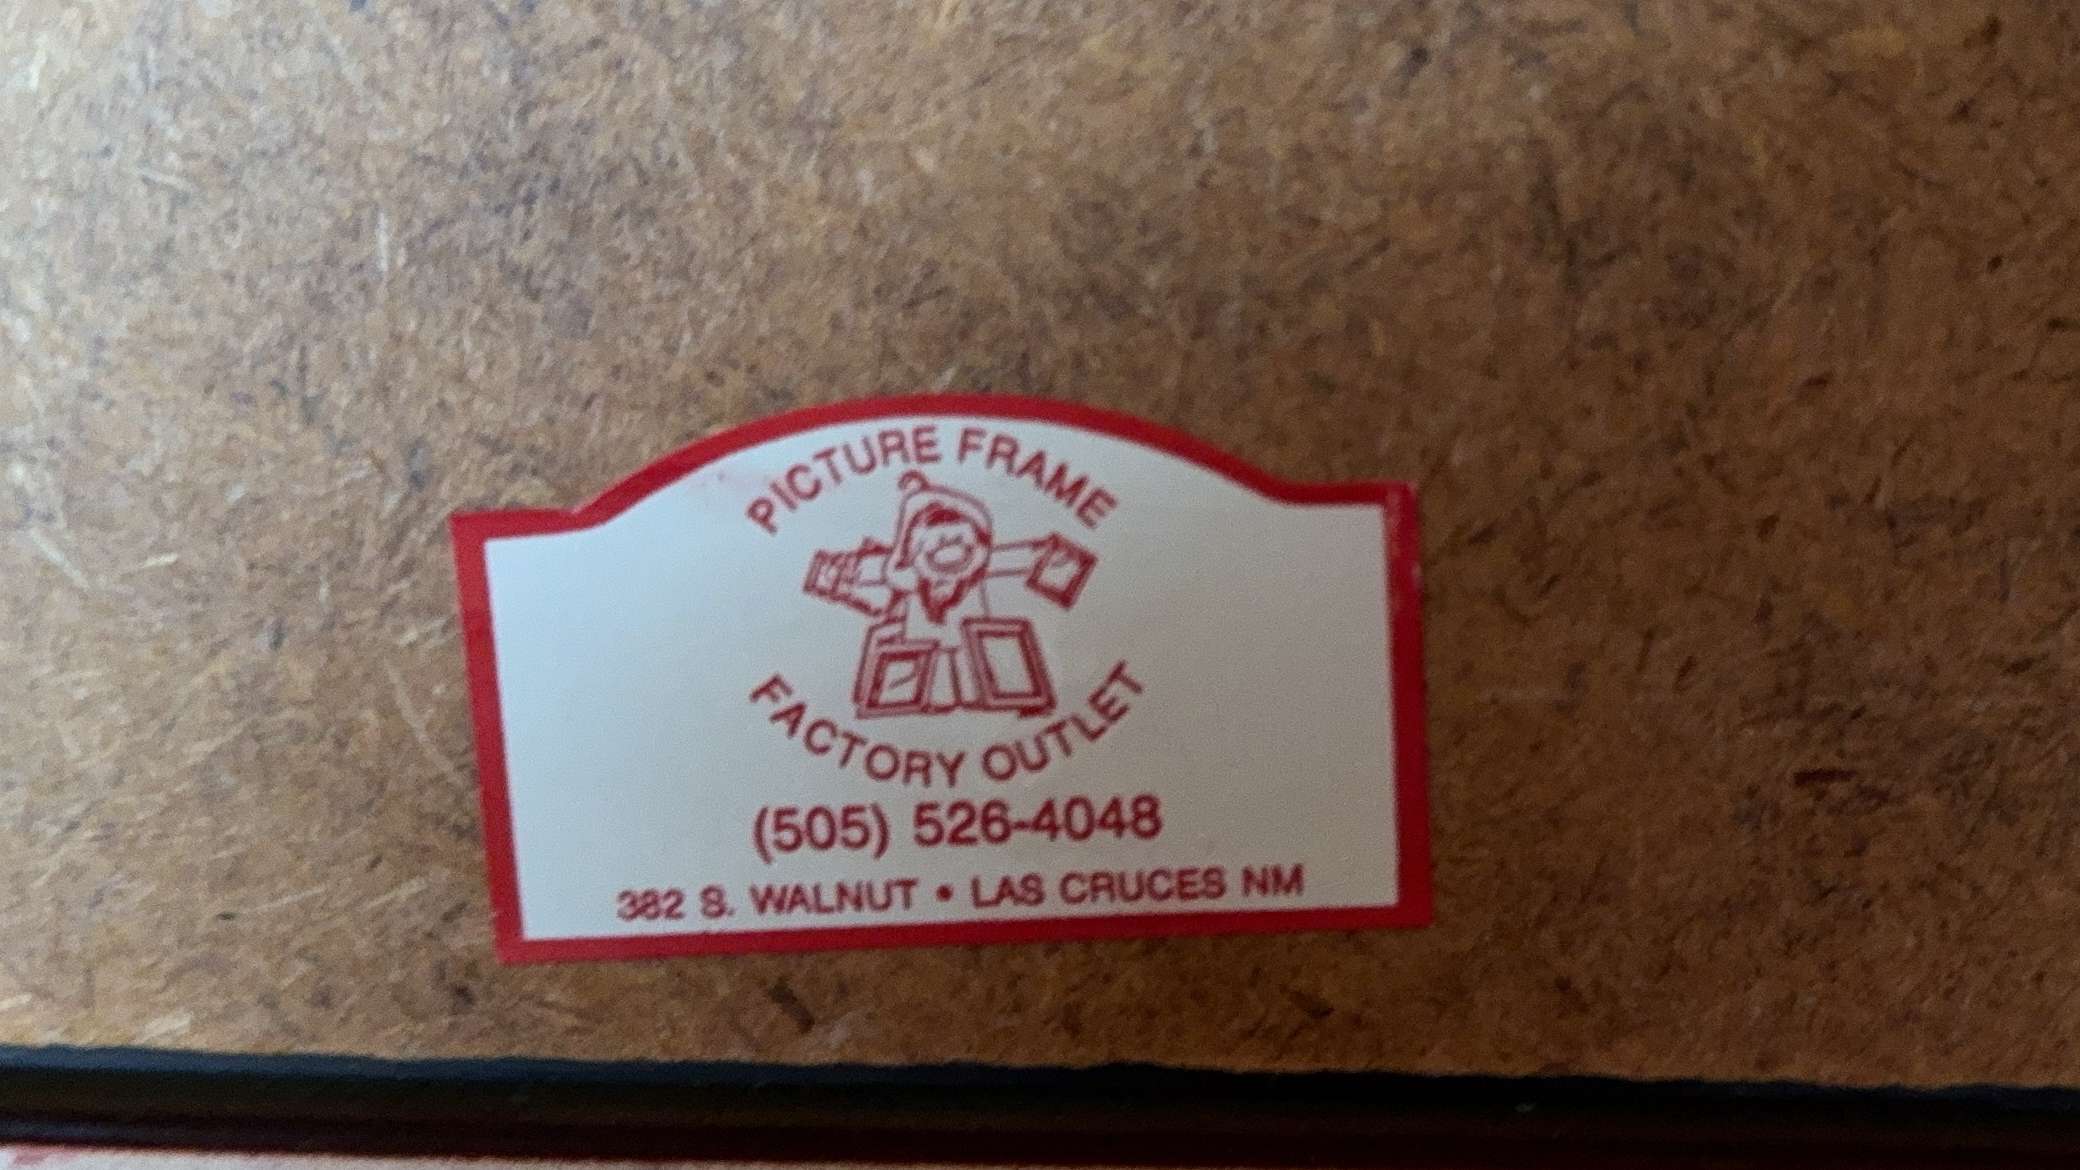 PICTURE FRAME
FACTORY OUTLET
(505) 526-4048
382 S. WALNUT • LAS CRUCES NM